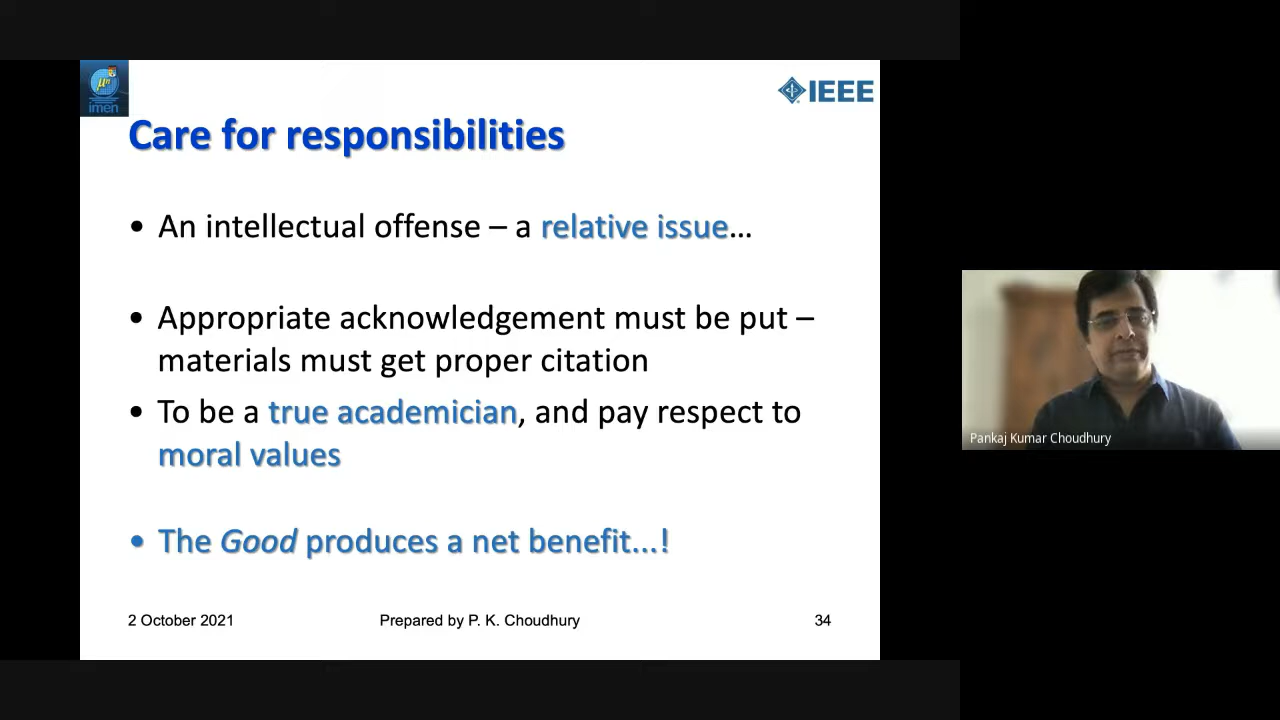 μη
imen
IEEE
Care for responsibilities
• An intellectual offense – a relative issue…
• Appropriate acknowledgement must be put –
materials must get proper citation
• To be a true academician, and pay respect to
moral values
• The Good produces a net benefit...!
2 October 2021 Prepared by P. K. Choudhury 34
Pankaj Kumar Choudhury